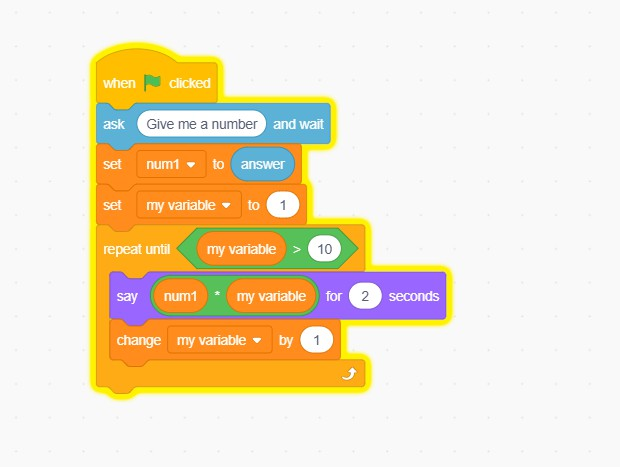 when clicked
ask Give me a number and wait
set num1 to answer
set my variable to 1
repeat until my variable > 10
say num1 * my variable for 2 seconds
change my variable by 1